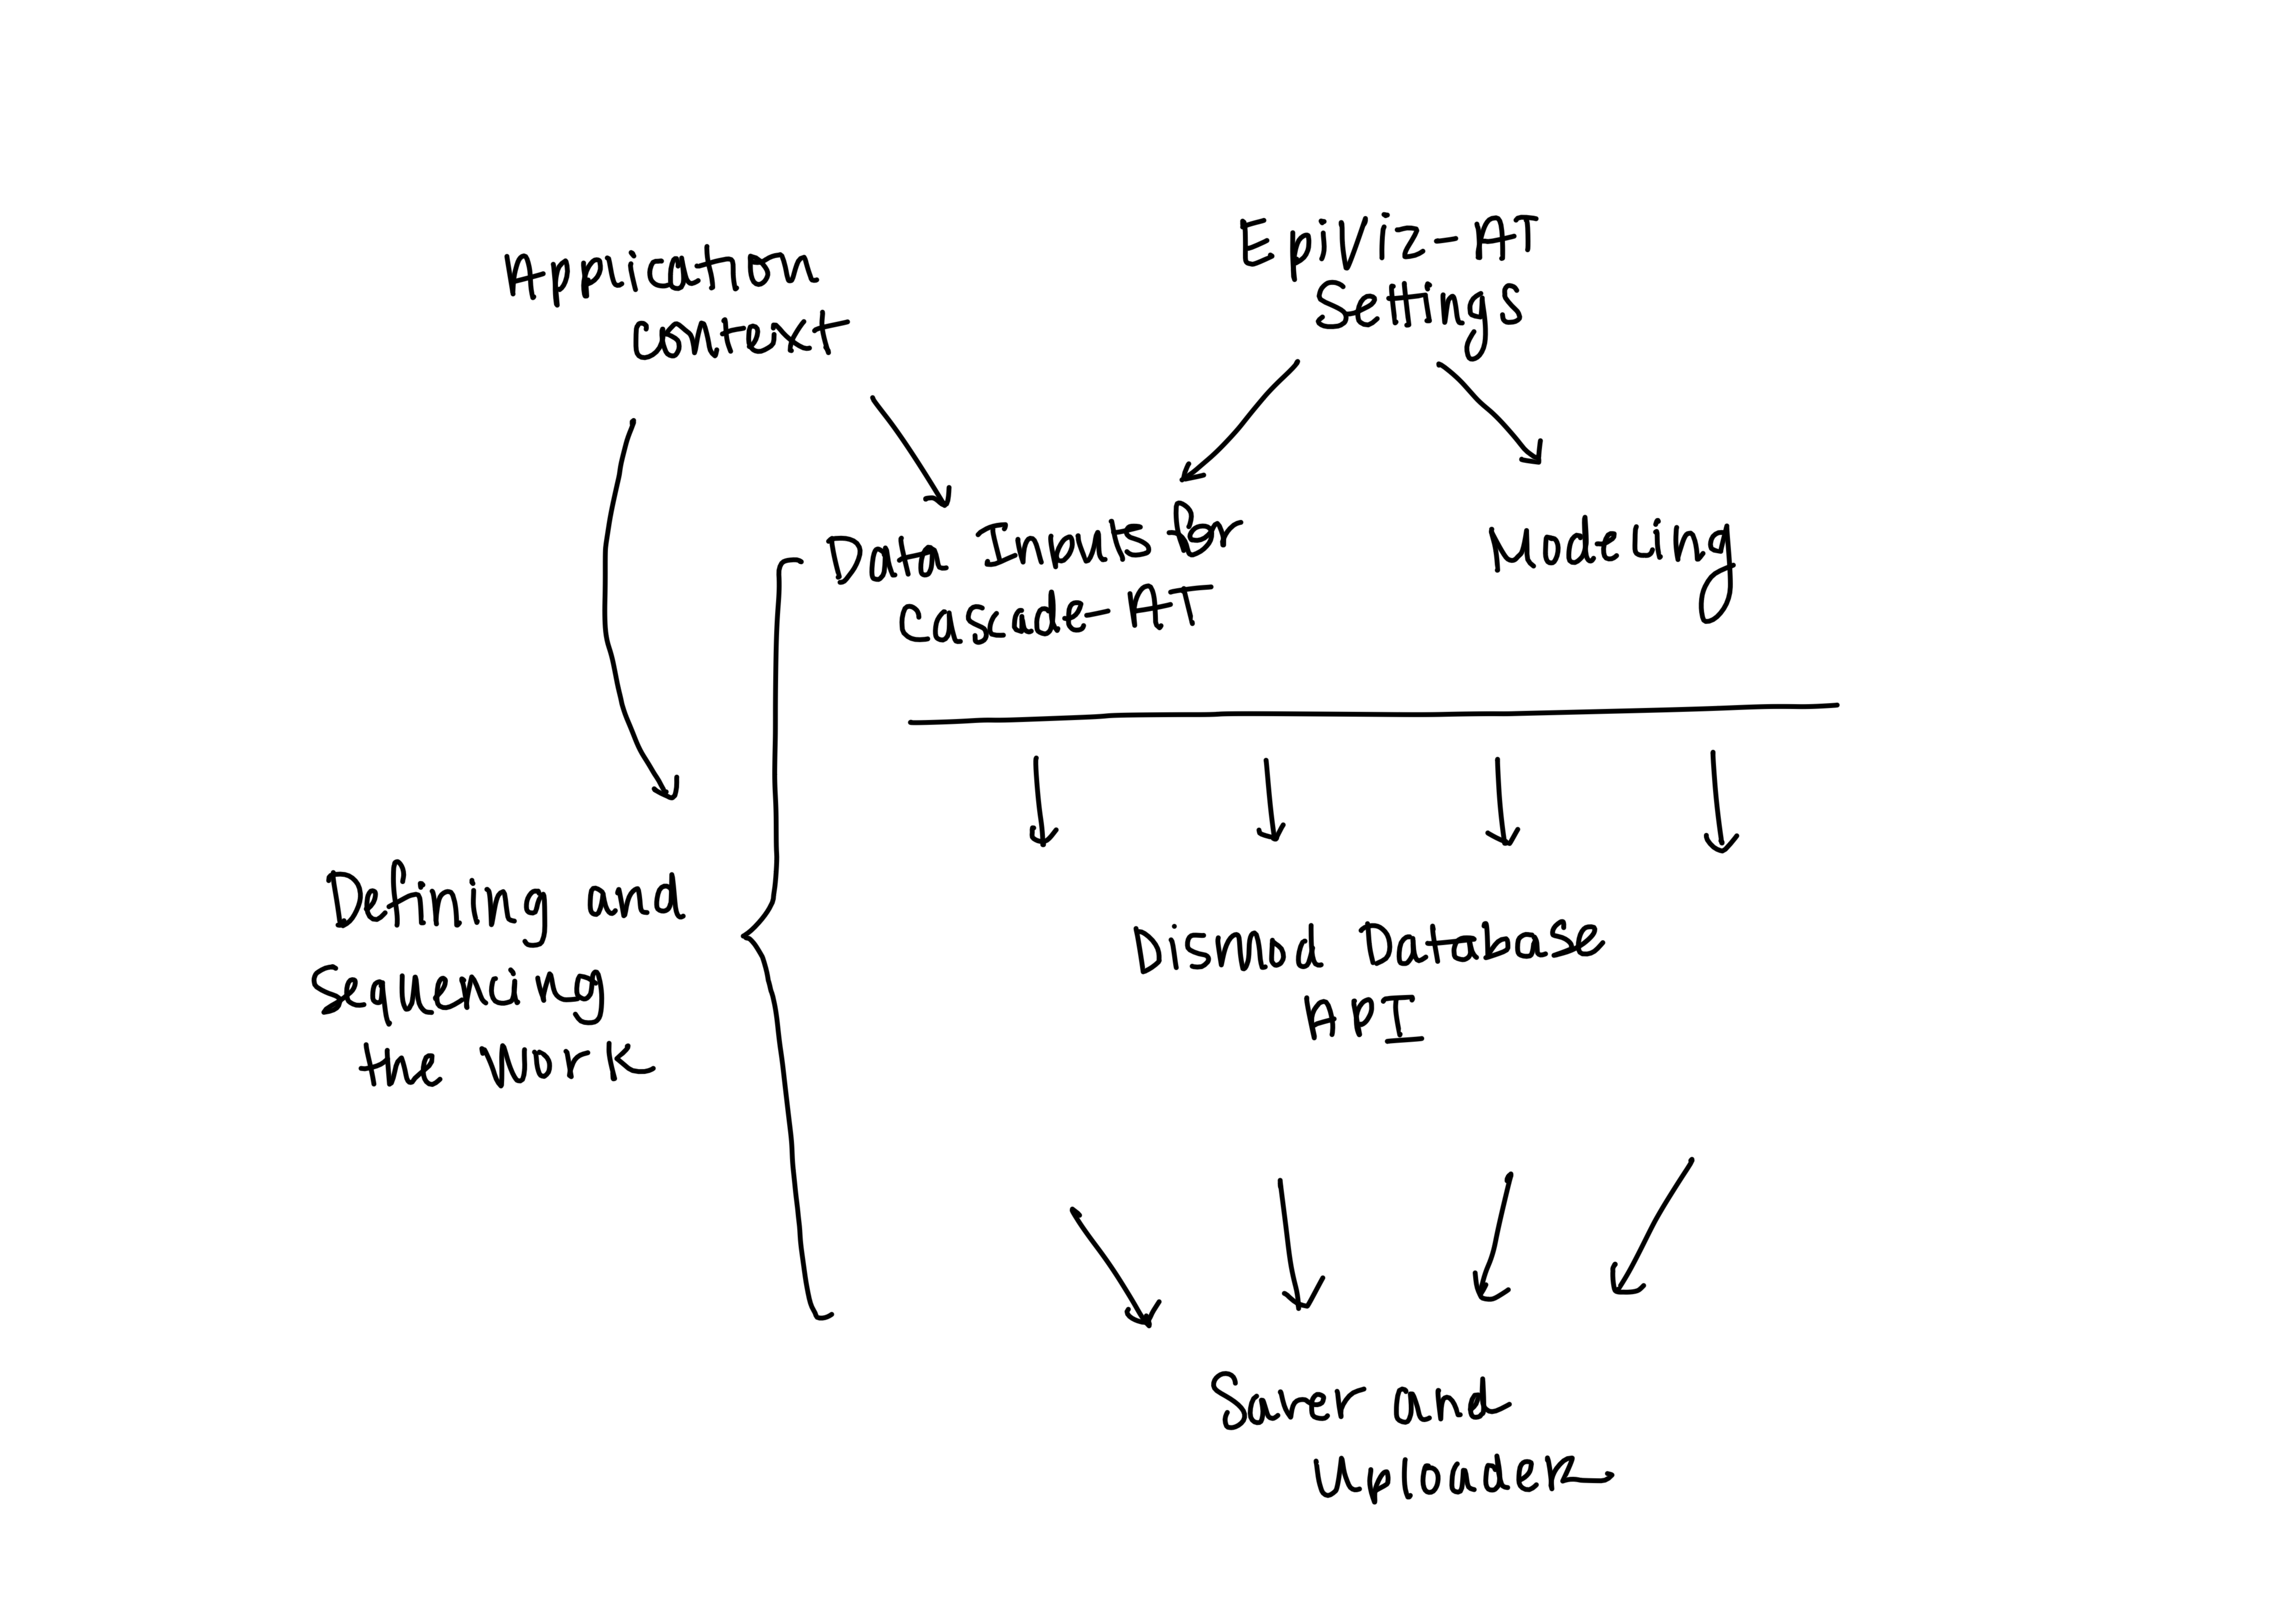 Application
context
EpiViz-AT
Settings
Data Inputs for
Cascade-AT
Modeling
Defining and
Sequencing
the Work
Dismod Database
API
Saver and
Uploader